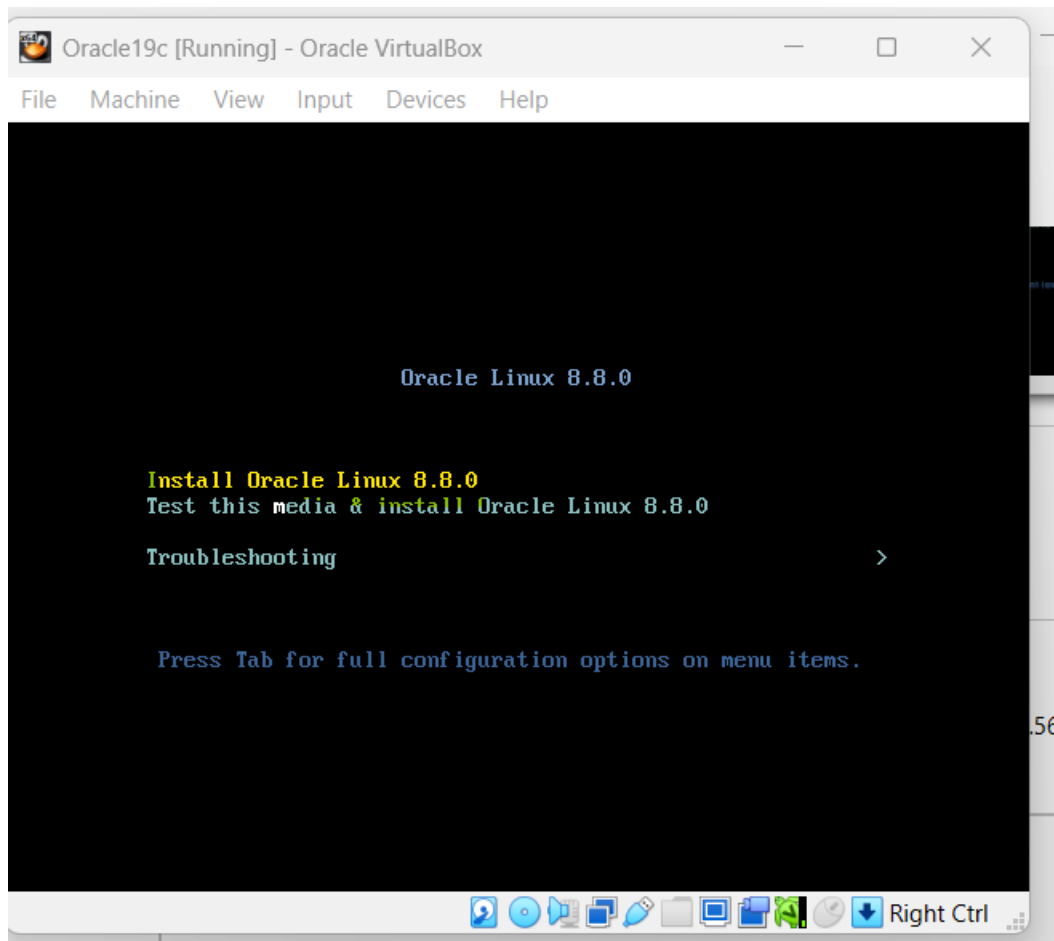 Oracle19c [Running] - Oracle VirtualBox
File Machine View Input Devices Help
Oracle Linux 8.8.0
Install Oracle Linux 8.8.0
Test this media & install Oracle Linux 8.8.0
Troubleshooting >
Press Tab for full configuration options on menu items.
.56
Right Ctrl